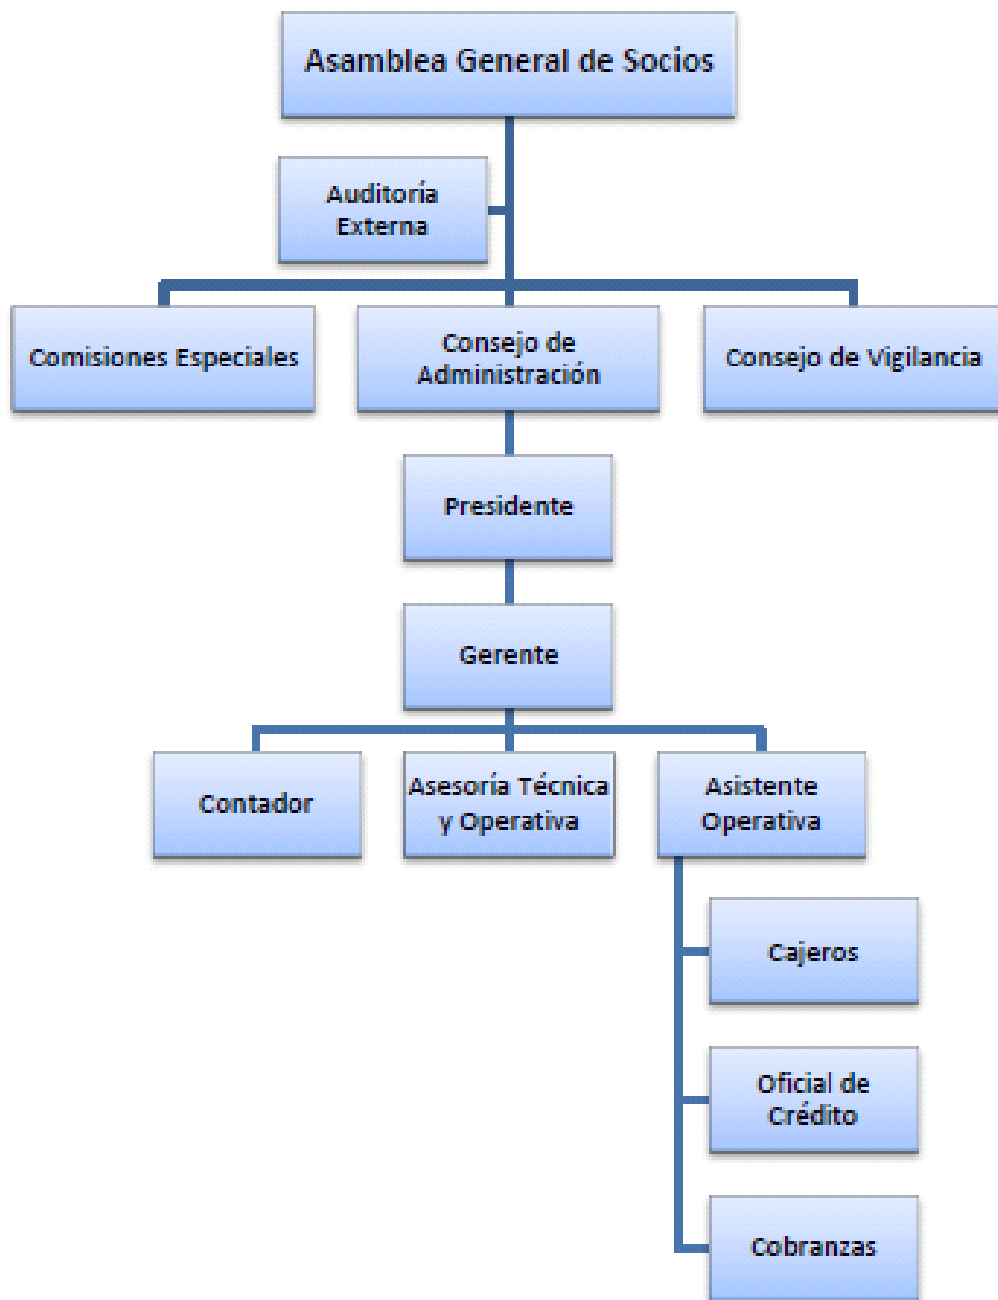 Asamblea General de Socios
Auditoría
Externa
Comisiones Especiales
Consejo de
Administración
Consejo de Vigilancia
Presidente
Gerente
Contador
Asesoría Técnica
y Operativa
Asistente
Operativa
Cajeros
Oficial de
Crédito
Cobranzas